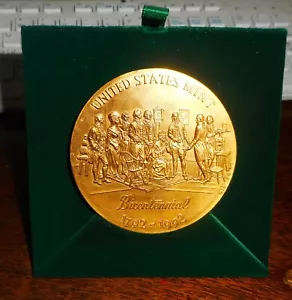 UNITED STATES MINT
Bicentennial
1792-1992